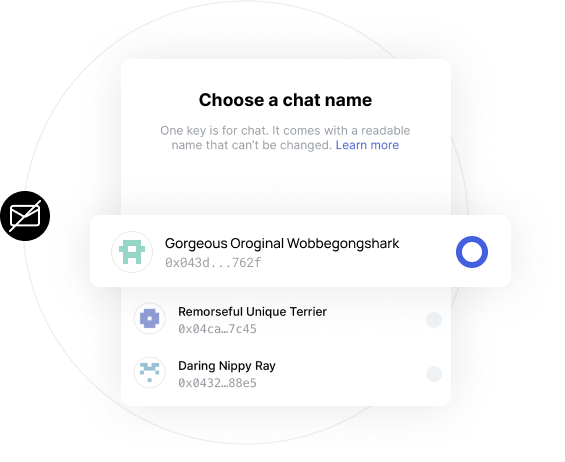 Choose a chat name
One key is for chat. It comes with a readable
name that can't be changed. Learn more
Gorgeous Oroginal Wobbegongshark
0x043d...762f
Remorseful Unique Terrier
0x04ca…7c45
Daring Nippy Ray
0x0432…88e5